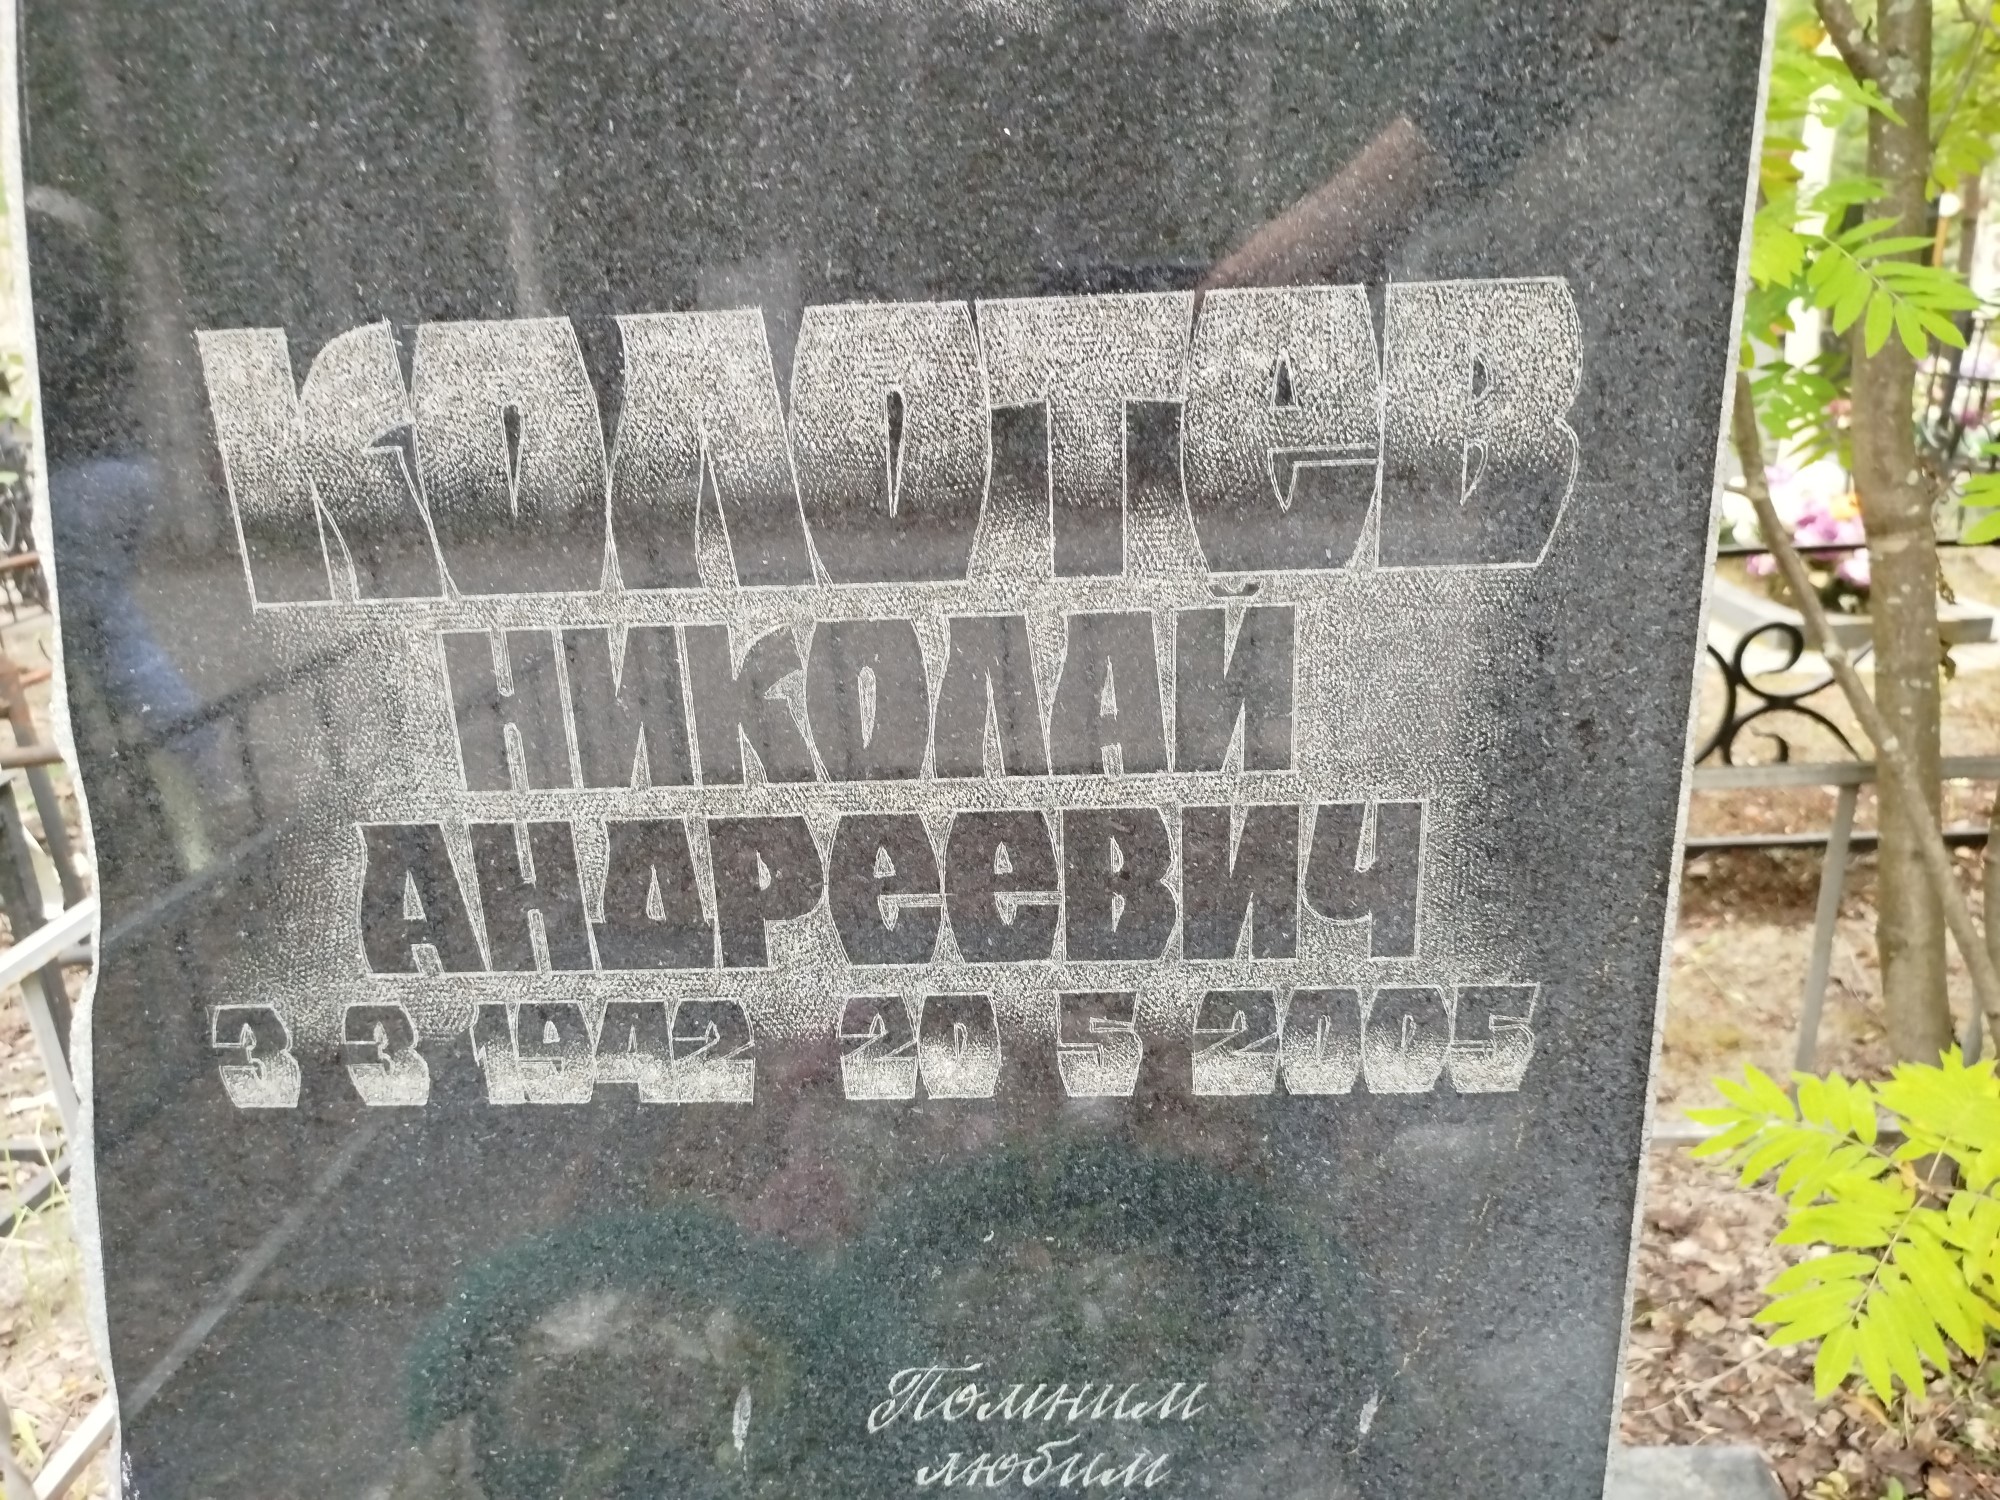 КОЛОТЕВ
НИКОЛАЙ
АНДРЕЕВИЧ
3 3 1942 20 5 2005
Помним
любим